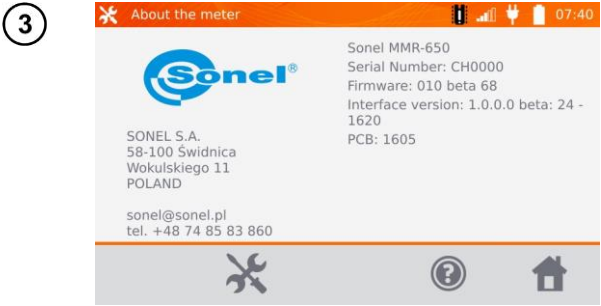 3
About the meter
07:40
Sonel®
SONEL S.A.
58-100 Świdnica
Wokulskiego 11
POLAND
sonel@sonel.pl
tel. +48 74 85 83 860
Sonel MMR-650
Serial Number: CH0000
Firmware: 010 beta 68
Interface version: 1.0.0.0 beta: 24 -
1620
PCB: 1605